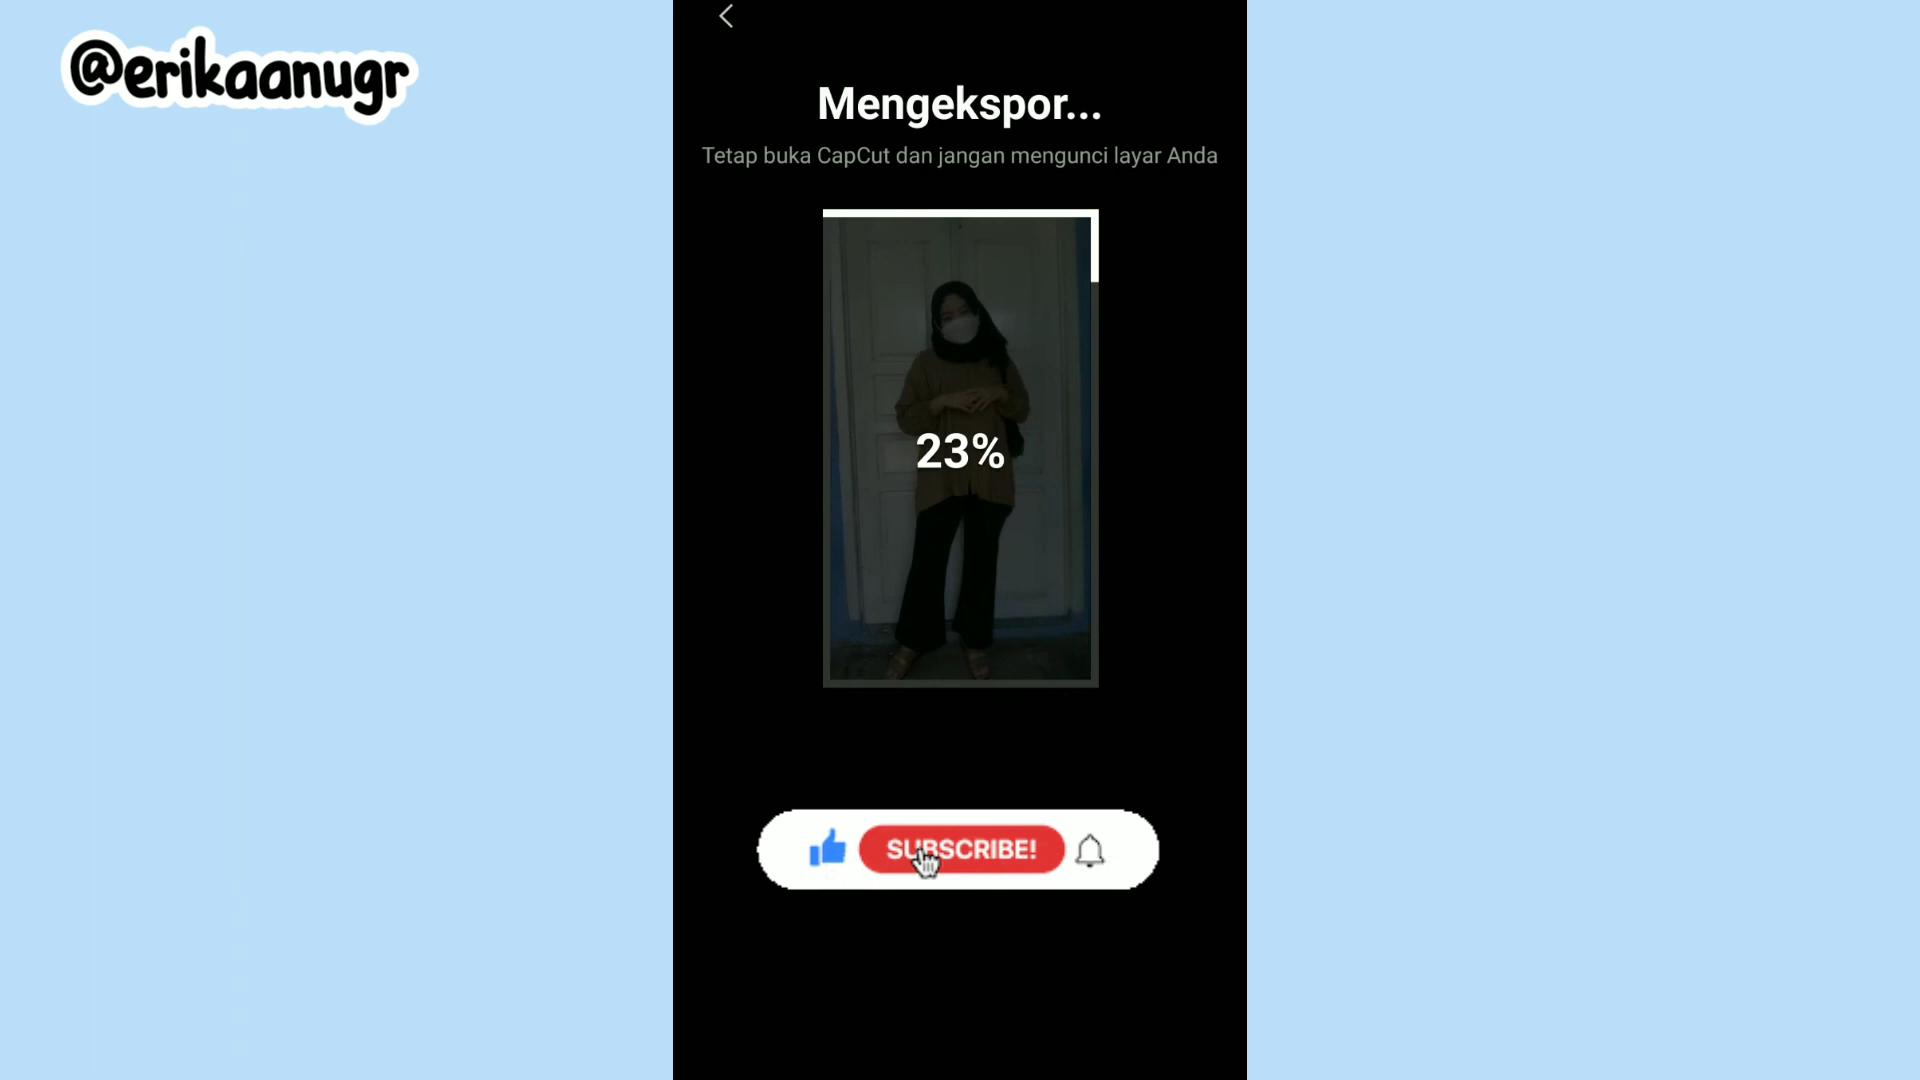 @erikaanugr
Mengekspor...
Tetap buka CapCut dan jangan mengunci layar Anda
23%
SUBSCRIBE!